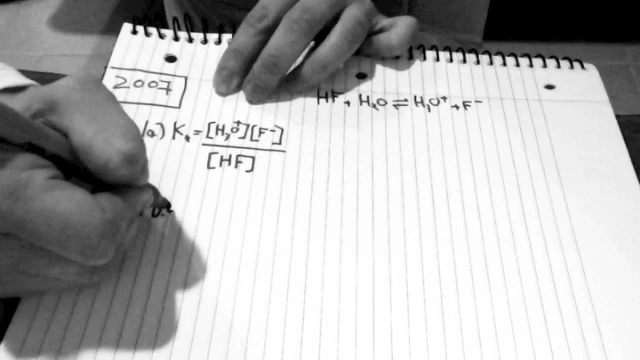 2007
HF + H₂O ⇌ H₃O⁺ + F⁻
(a) Kₐ = [H₃O⁺][F⁻]
[HF]